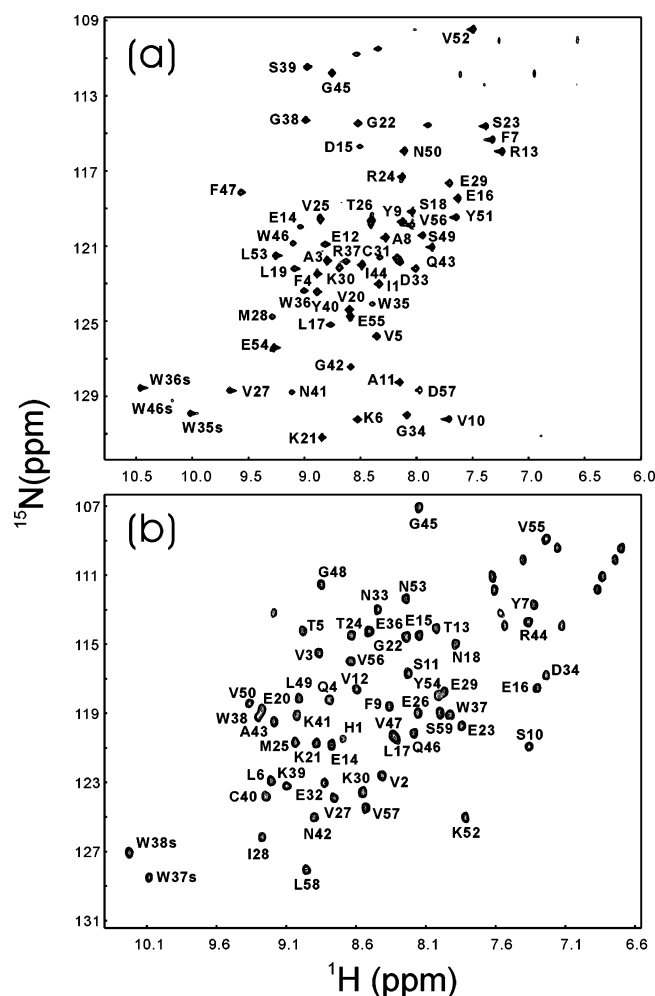 109
V52
(a)
S39
G45
113
G38
G22
S23
F7
D15
N50
R13
117
R24
E29
E16
F47
V25
T26
Y9
S18
Y51
E14
V56
W46
E12
A8
S49
121
L53
A3
R37
C31
Q43
L19
F4
K30
I44
D33
I1
W36
Y40
V20
W35
125
M28
L17
E55
V5
E54
G42
W36s
A11
D57
129
V27
N41
W46s
W35s
K6
G34
V10
K21
10.5 10.0 9.5 9.0 8.5 8.0 7.5 7.0 6.5 6.0
15N(ppm)
107
(b)
G45
V55
111
G48
N33
N53
Y7
T5
T24
E36
E15
T13
R44
115
G22
V3
V56
S11
N18
D34
L49
V12
Y54
E29
E16
V50
E20
Q4
F9
E26
W37
119
W38
K41
H1
V47
S59
E23
A43
M25
K21
E14
L17
Q46
S10
123
L6
K39
K30
V2
C40
E32
V27
V57
N42
K52
127
W38s
I28
W37s
L58
131
10.1 9.6 9.1 8.6 8.1 7.6 7.1 6.6
1H (ppm)